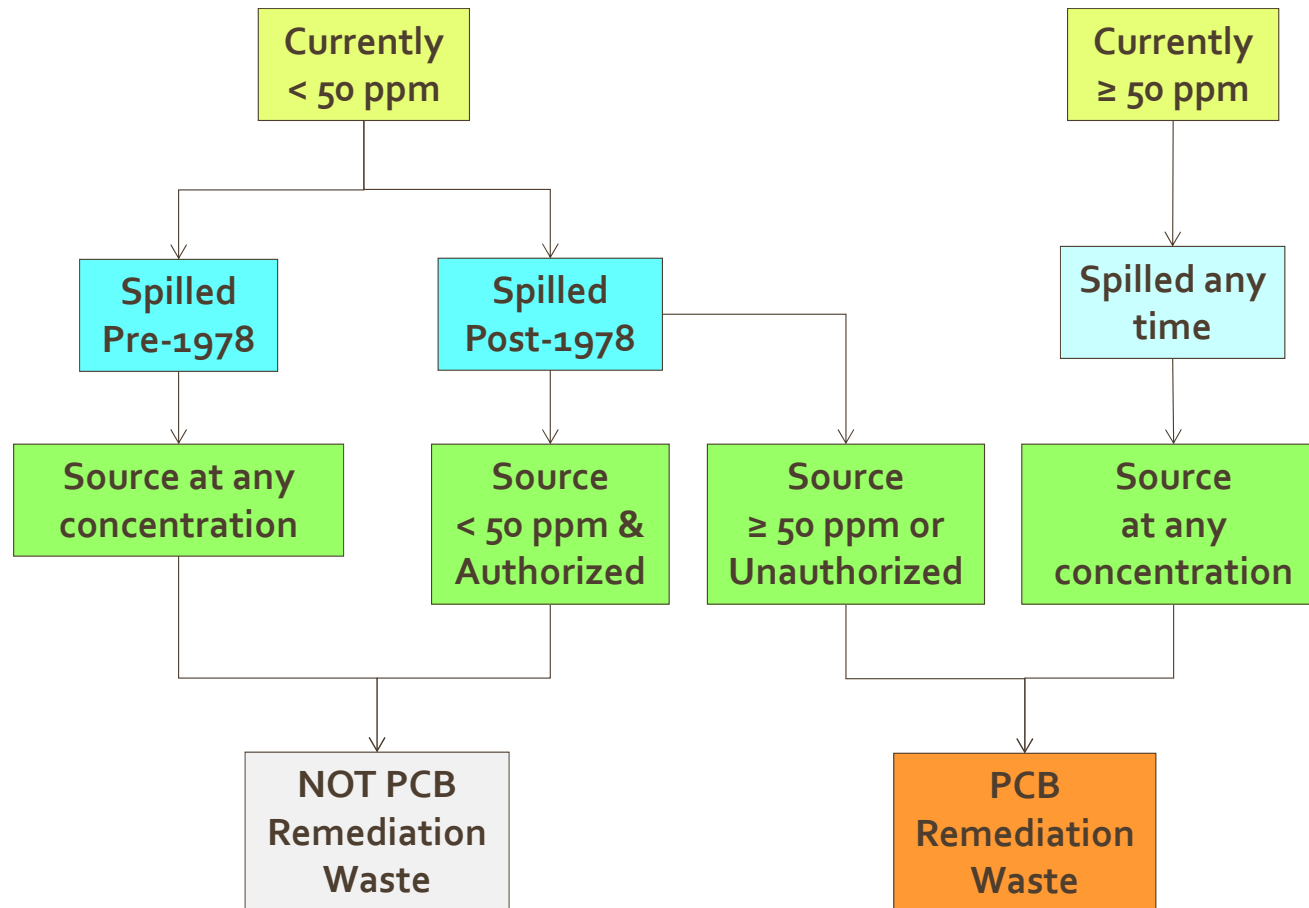 Currently
< 50 ppm
Currently
≥ 50 ppm
Spilled
Pre-1978
Spilled
Post-1978
Spilled any
time
Source at any
concentration
Source
< 50 ppm &
Authorized
Source
≥ 50 ppm or
Unauthorized
Source
at any
concentration
NOT PCB
Remediation
Waste
PCB
Remediation
Waste